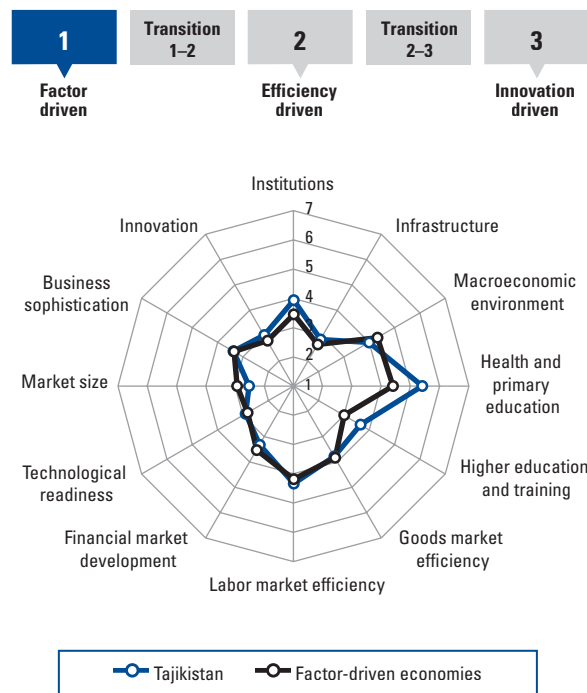 1
Transition
1–2
2
Transition
2–3
3
Factor
driven
Efficiency
driven
Innovation
driven
Institutions
Infrastructure
Macroeconomic
environment
Health and
primary
education
Higher education
and training
Goods market
efficiency
Labor market efficiency
Financial market
development
Technological
readiness
Market size
Business
sophistication
Innovation
7
6
5
4
3
2
1
Tajikistan
Factor-driven economies